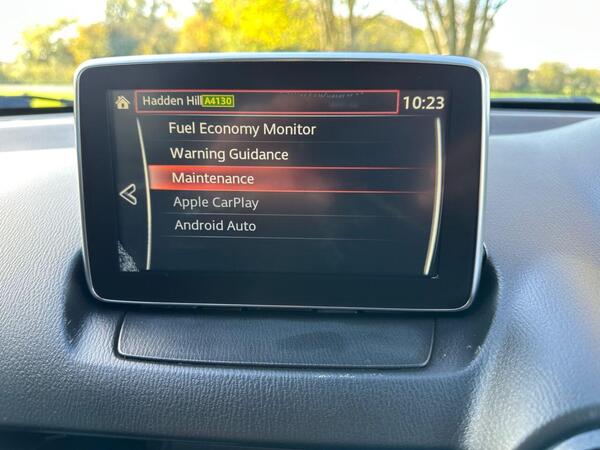 Hadden Hill A4130 10:23
Fuel Economy Monitor
Warning Guidance
Maintenance
Apple CarPlay
Android Auto